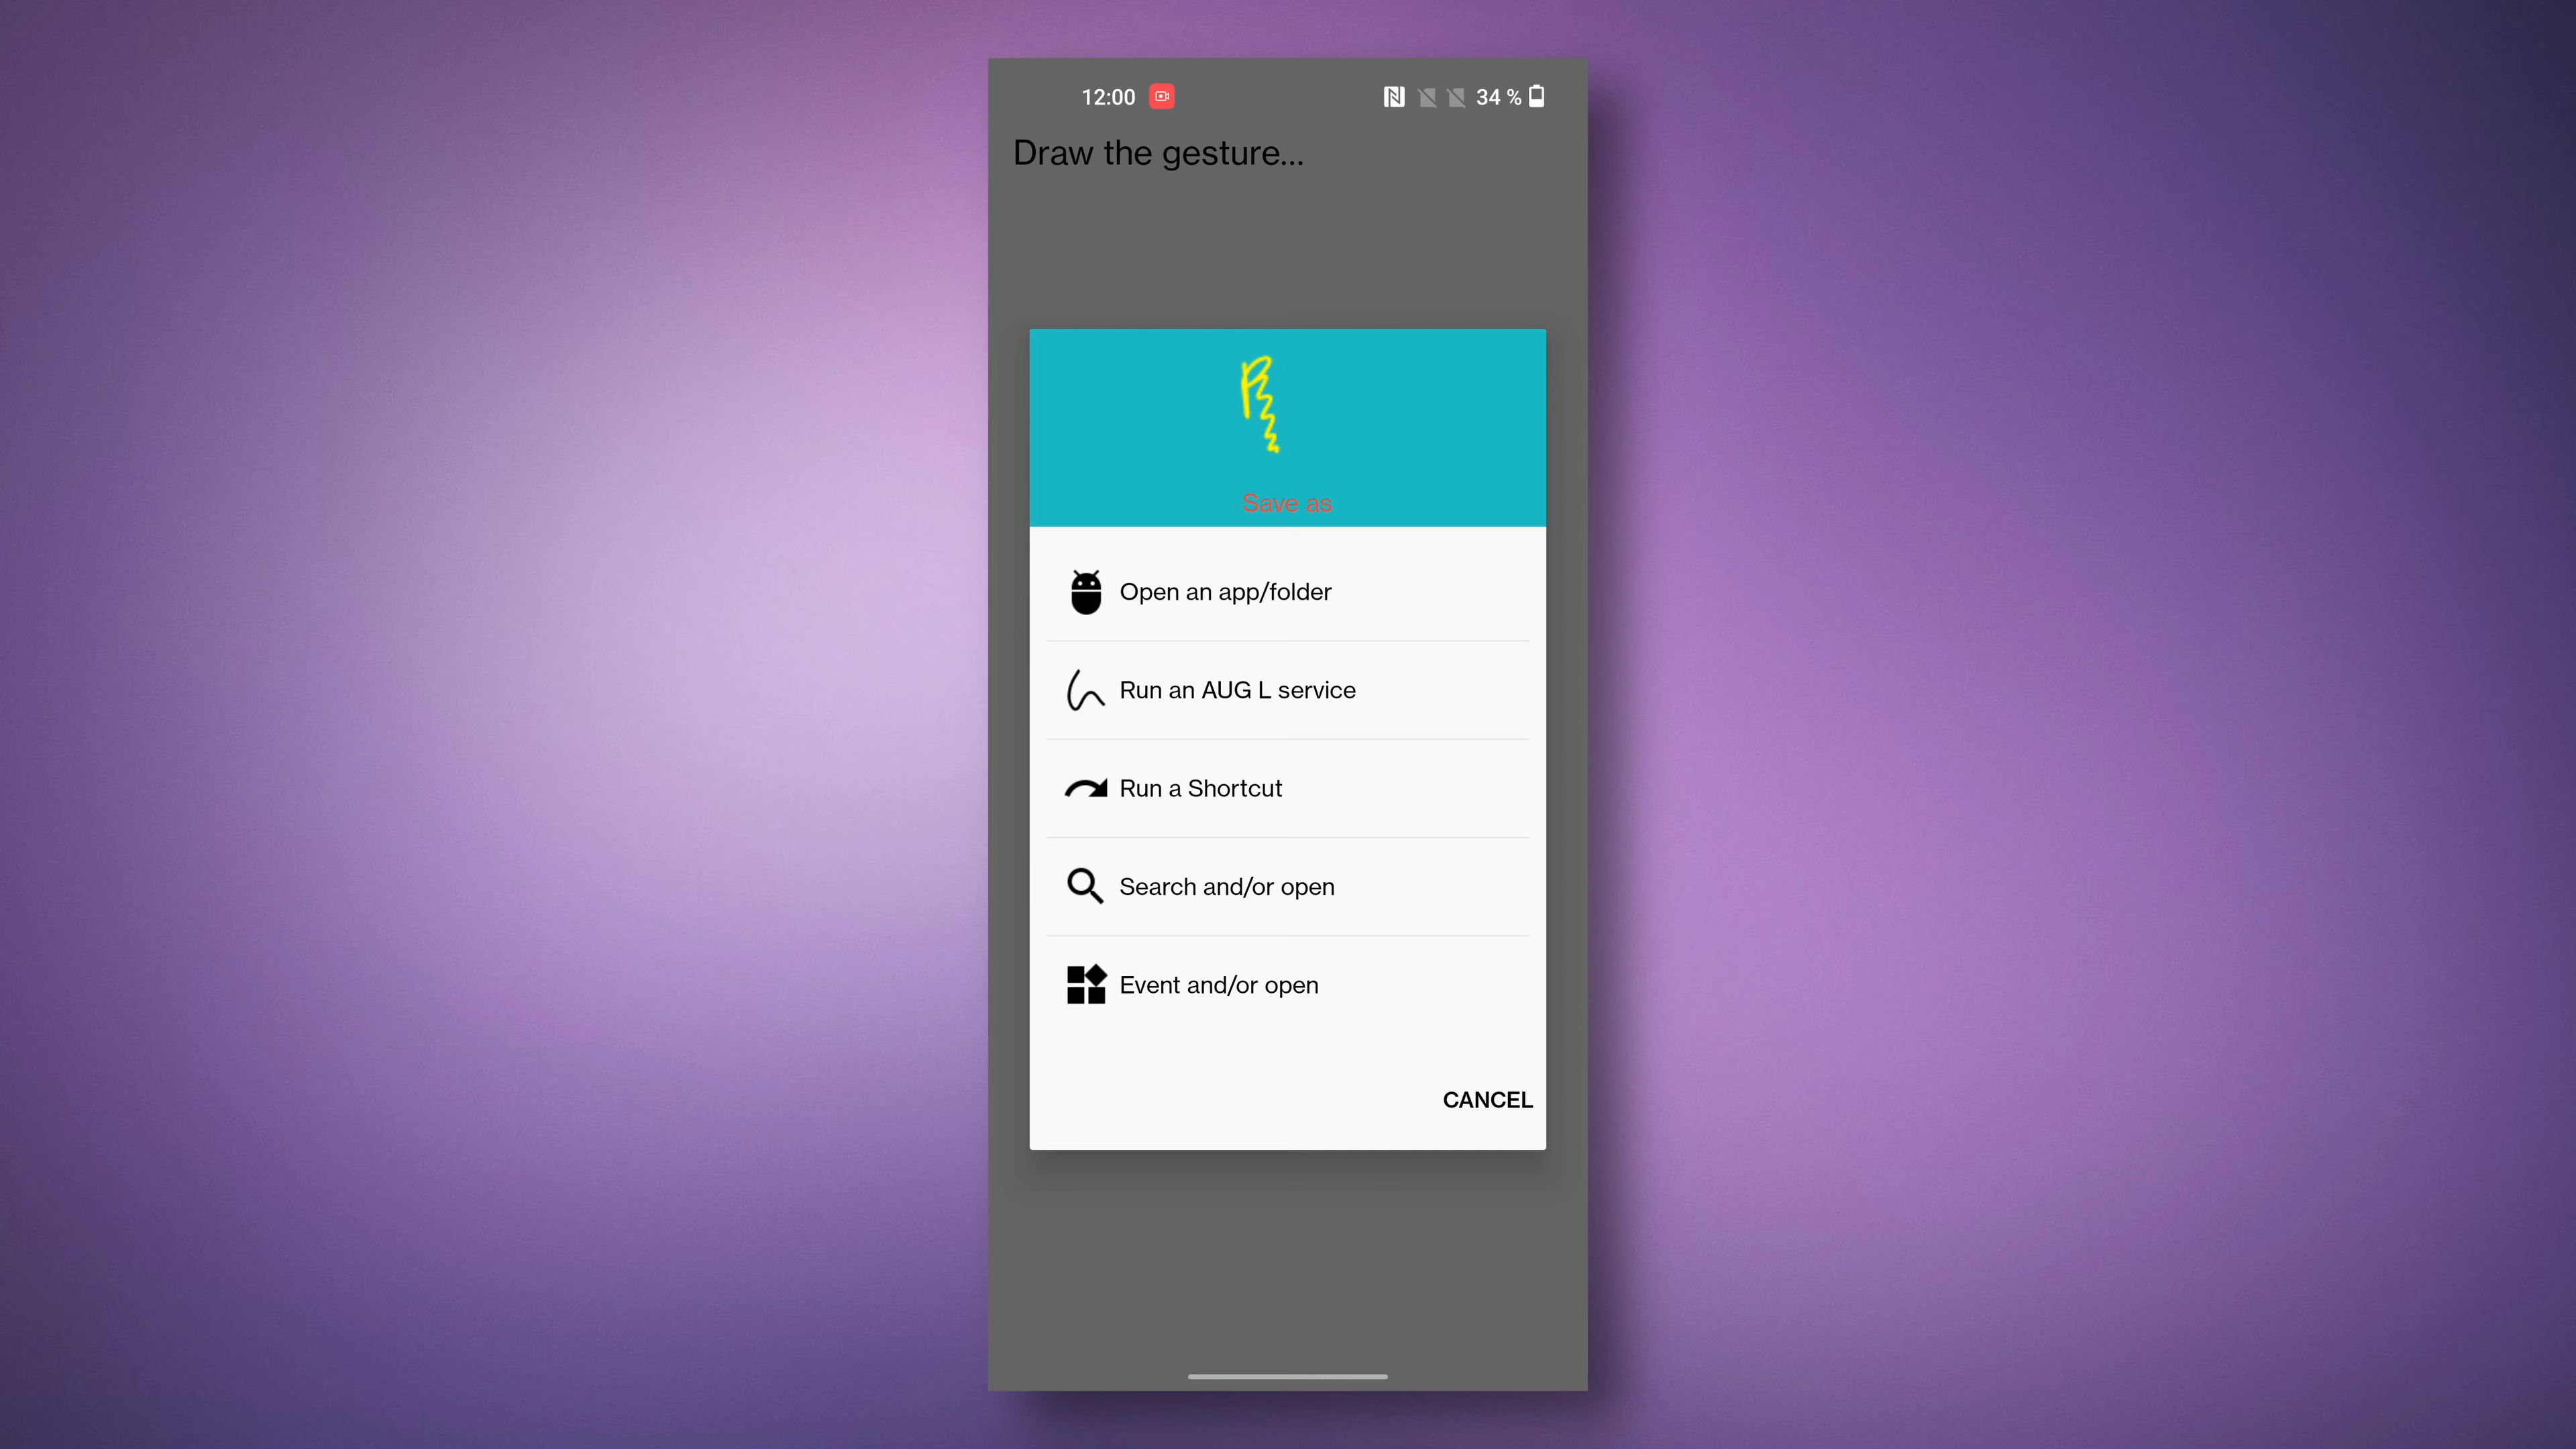 12:00
34 %
Draw the gesture...
Save as
Open an app/folder
Run an AUG L service
Run a Shortcut
Search and/or open
Event and/or open
CANCEL